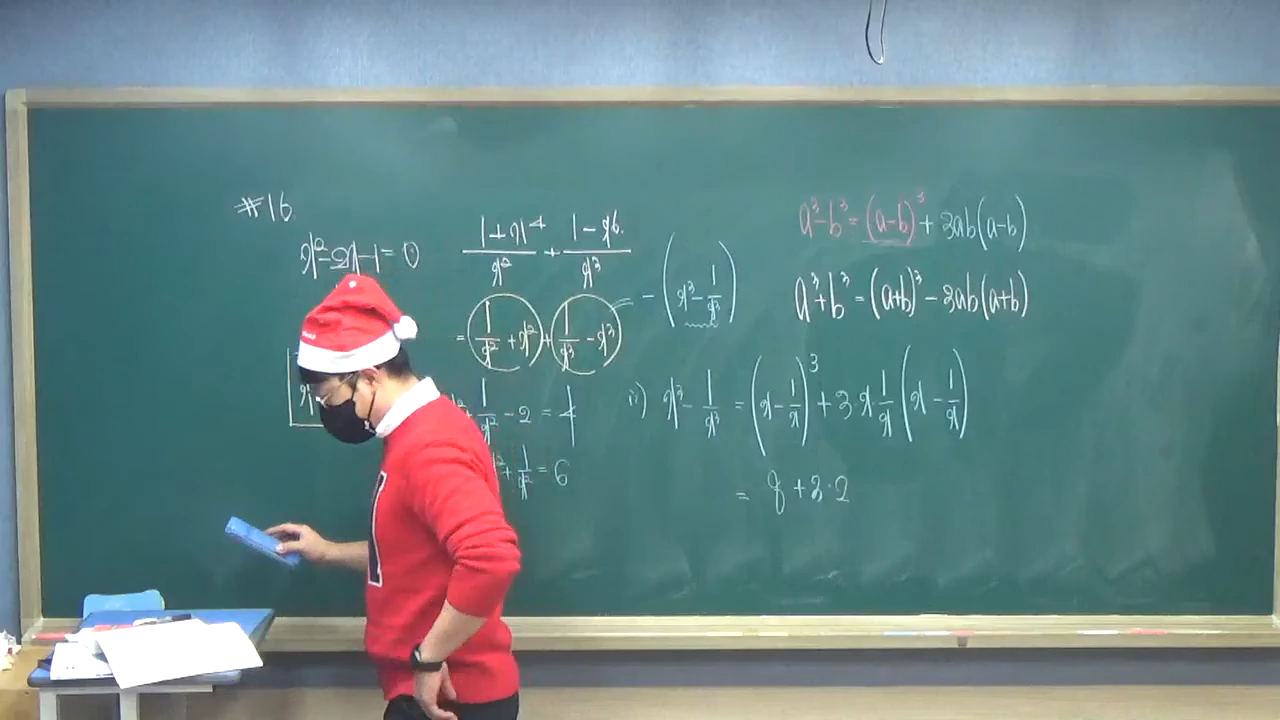 #16.
x²-2x-1=0
(1+x⁴)/x² + (1-x⁶)/x³
= (1/x² + x²) + (1/x³ - x³)
-(x³ - 1/x³)
+ 1/x² - 2 = 4
x² + 1/x² = 6
a³-b³=(a-b)³+3ab(a-b)
a³+b³=(a+b)³-3ab(a+b)
ii) x³ - 1/x³ = (x - 1/x)³ + 3·x·1/x (x - 1/x)
= 8 + 3·2